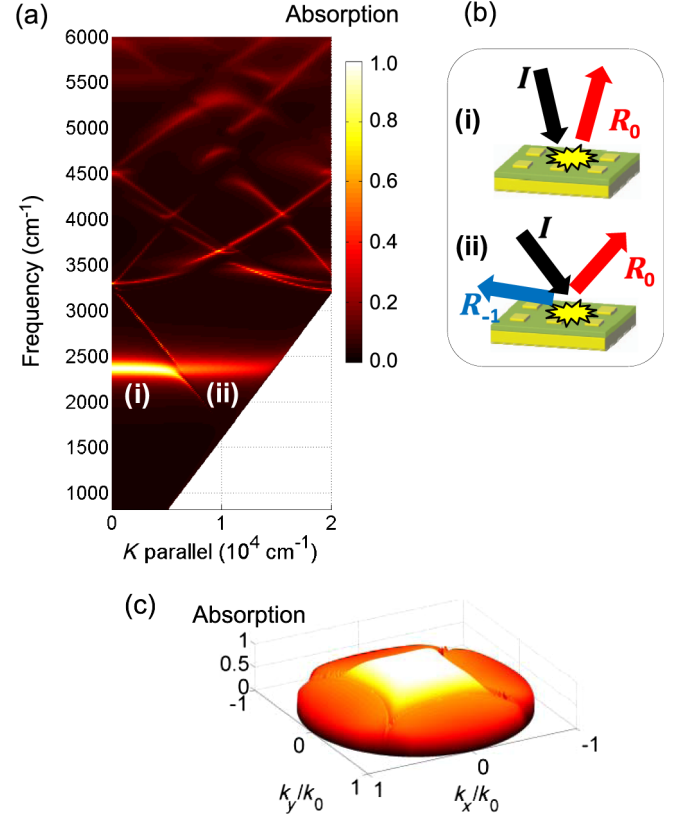 (a)
Absorption
(b)
6000
5500
5000
4500
4000
3500
3000
2500
2000
1500
1000
Frequency (cm⁻¹)
0
1
2
K parallel (10⁴ cm⁻¹)
(i)
(ii)
1.0
0.8
0.6
0.4
0.2
0.0
(i)
I
R₀
(ii)
I
R₀
R₋₁
(c)
Absorption
1
0.5
0
-1
0
1
ky/k₀
1
0
-1
kx/k₀